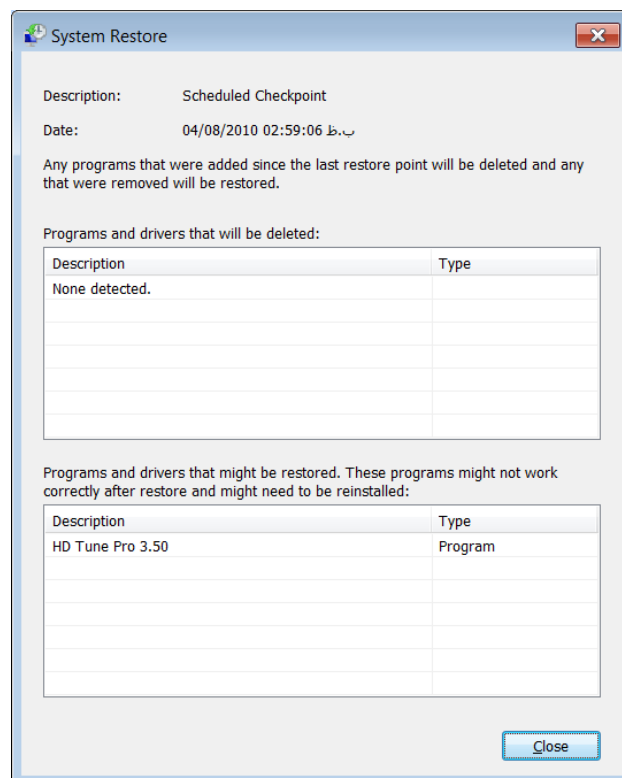 System Restore
Description: Scheduled Checkpoint
Date: 04/08/2010 02:59:06 ب.ظ
Any programs that were added since the last restore point will be deleted and any
that were removed will be restored.
Programs and drivers that will be deleted:
Description Type
None detected.
Programs and drivers that might be restored. These programs might not work
correctly after restore and might need to be reinstalled:
Description Type
HD Tune Pro 3.50 Program
Close